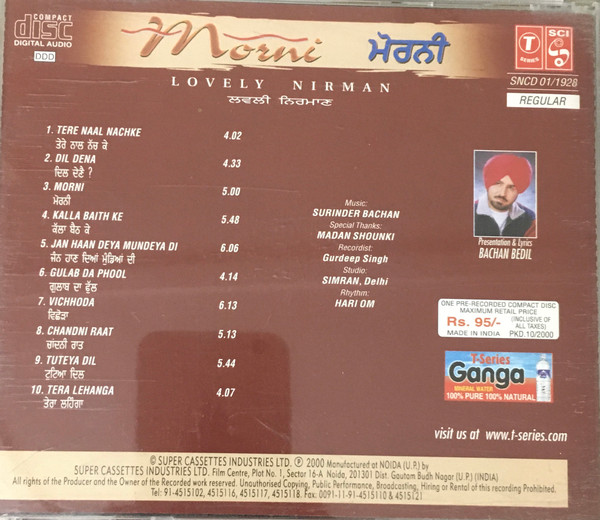 COMPACT
disc
DIGITAL AUDIO
DDD
Morni
ਮੋਰਨੀ
T
SERIES
SCI
SNCD 01/1928
REGULAR
LOVELY NIRMAN
ਲਵਲੀ ਨਿਰਮਾਣ
1. TERE NAAL NACHKE 4.02
ਤੇਰੇ ਨਾਲ ਨੱਚ ਕੇ
2. DIL DENA 4.33
ਦਿਲ ਦੇਣੈ ?
3. MORNI 5.00
ਮੋਰਨੀ
4. KALLA BAITH KE 5.48
ਕੱਲਾ ਬੈਠ ਕੇ
5. JAN HAAN DEYA MUNDEYA DI 6.06
ਜੰਨ ਹਾਣ ਦਿਆਂ ਮੁੰਡਿਆਂ ਦੀ
6. GULAB DA PHOOL 4.14
ਗੁਲਾਬ ਦਾ ਫੁੱਲ
7. VICHHODA 6.13
ਵਿਛੋੜਾ
8. CHANDNI RAAT 5.13
ਚਾਂਦਨੀ ਰਾਤ
9. TUTEYA DIL 5.44
ਟੁਟਿਆ ਦਿਲ
10. TERA LEHANGA 4.07
ਤੇਰਾ ਲਹਿੰਗਾ
Music:
SURINDER BACHAN
Special Thanks:
MADAN SHOUNKI
Recordist:
Gurdeep Singh
Studio:
SIMRAN, Delhi
Rhythm:
HARI OM
Presentation & Lyrics
BACHAN BEDIL
ONE PRE-RECORDED COMPACT DISC
MAXIMUM RETAIL PRICE
Rs. 95/- (INCLUSIVE OF ALL TAXES)
MADE IN INDIA PKD.10/2000
T-Series
Ganga
MINERAL WATER
100% PURE 100% NATURAL
visit us at www.t-series.com
© SUPER CASSETTES INDUSTRIES LTD. Ⓟ 2000 Manufactured at NOIDA (U.P.) by
SUPER CASSETTES INDUSTRIES LTD. Film Centre, Plot No. 1, Sector 16-A Noida, 201301 Dist. Gautam Budh Nagar (U.P.) (INDIA)
All rights of the Producer and the Owner of the Recorded work reserved. Unauthorised Copying, Public Performance, Broadcasting, Hiring or Rental of this recording Prohibited.
Tel: 91-4515102, 4515116, 4515117, 4515118. Fax: 0091-11-91-4515110 & 4515121